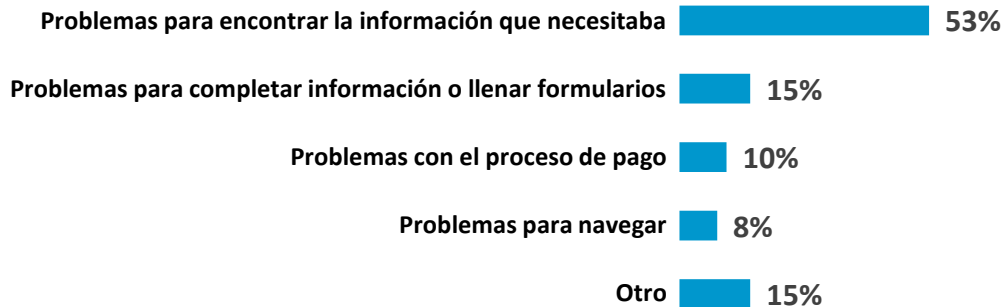 Problemas para encontrar la información que necesitaba 53%
Problemas para completar información o llenar formularios 15%
Problemas con el proceso de pago 10%
Problemas para navegar 8%
Otro 15%